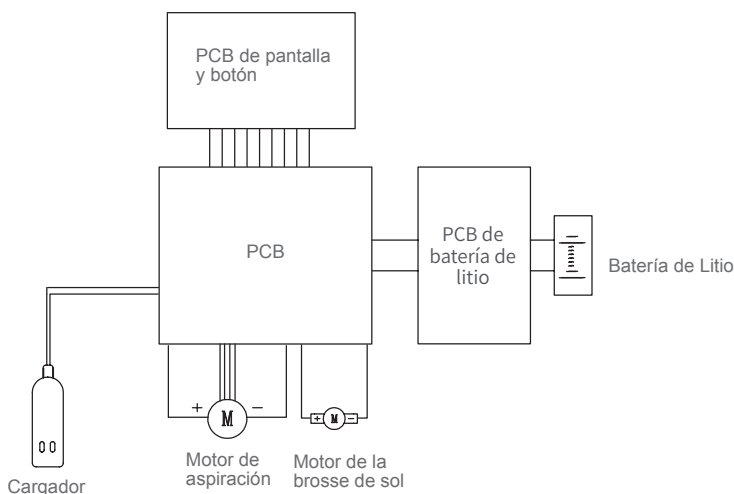 PCB de pantalla
y botón
PCB
PCB de
batería de
litio
Batería de Litio
+ M −
+ M −
Motor de
aspiración
Motor de la
brosse de sol
Cargador